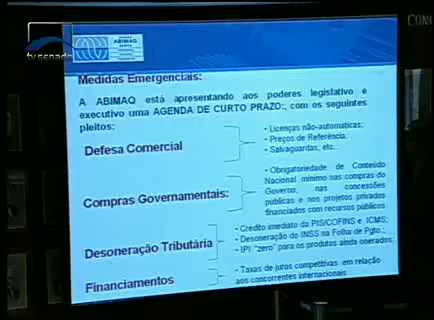 CON
tvsenado
ABIMAQ
Medidas Emergenciais:
A ABIMAQ está apresentando aos poderes legislativo e
executivo uma AGENDA DE CURTO PRAZO:, com os seguintes
pleitos:
Defesa Comercial
• Licenças não-automáticas;
• Preços de Referência;
• Salvaguardas, etc.
Compras Governamentais:
• Obrigatoriedade de Conteúdo
Nacional mínimo nas compras do
Governo, nas concessões
públicas e nos projetos privados
financiados com recursos públicos
Desoneração Tributária
• Crédito imediato da PIS/COFINS e ICMS;
• Desoneração do INSS na Folha de Pgto.;
• IPI "zero" para os produtos ainda onerados;
Financiamentos
• Taxas de juros competitivas em relação
aos concorrentes internacionais